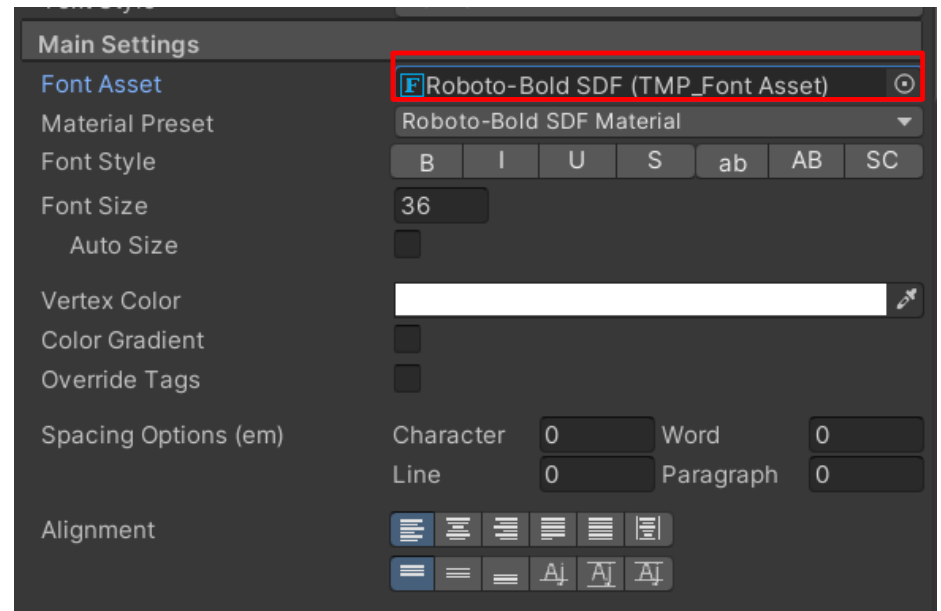 Main Settings
Font Asset
F Roboto-Bold SDF (TMP_Font Asset)
Material Preset
Roboto-Bold SDF Material
Font Style
B I U S ab AB SC
Font Size
36
Auto Size
Vertex Color
Color Gradient
Override Tags
Spacing Options (em)
Character 0 Word 0
Line 0 Paragraph 0
Alignment